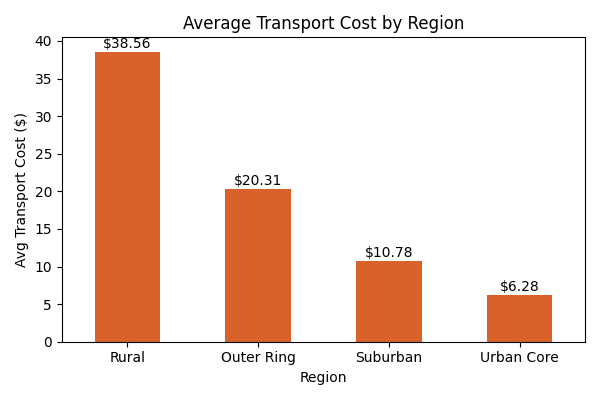 Average Transport Cost by Region
Avg Transport Cost ($)
40
35
30
25
20
15
10
5
0
$38.56
$20.31
$10.78
$6.28
Rural
Outer Ring
Suburban
Urban Core
Region